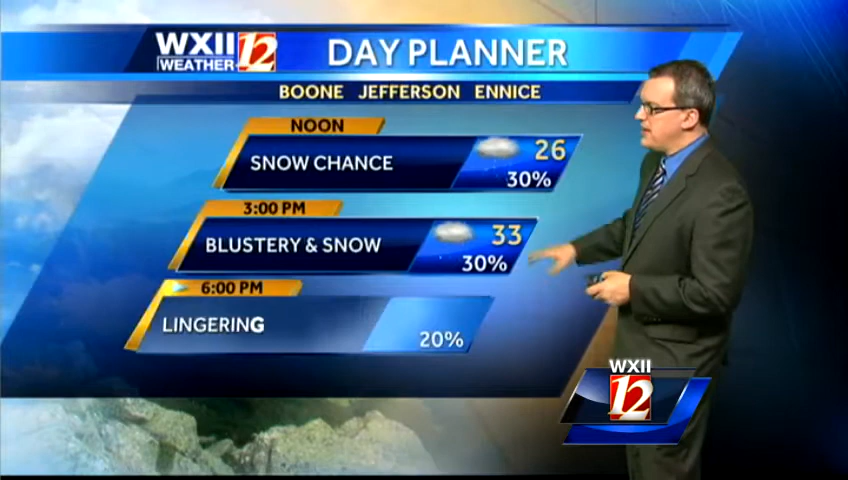 WXII 12
WEATHER
DAY PLANNER
BOONE JEFFERSON ENNICE
NOON
SNOW CHANCE
26
30%
3:00 PM
BLUSTERY & SNOW
33
30%
6:00 PM
LINGERING
20%
WXII
12